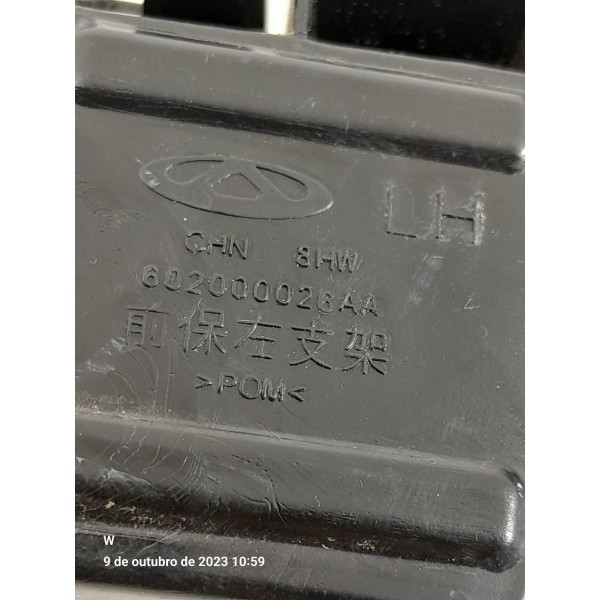 LH
CHN 8HW
602000026AA
前保左支架
>POM<
W
9 de outubro de 2023 10:59